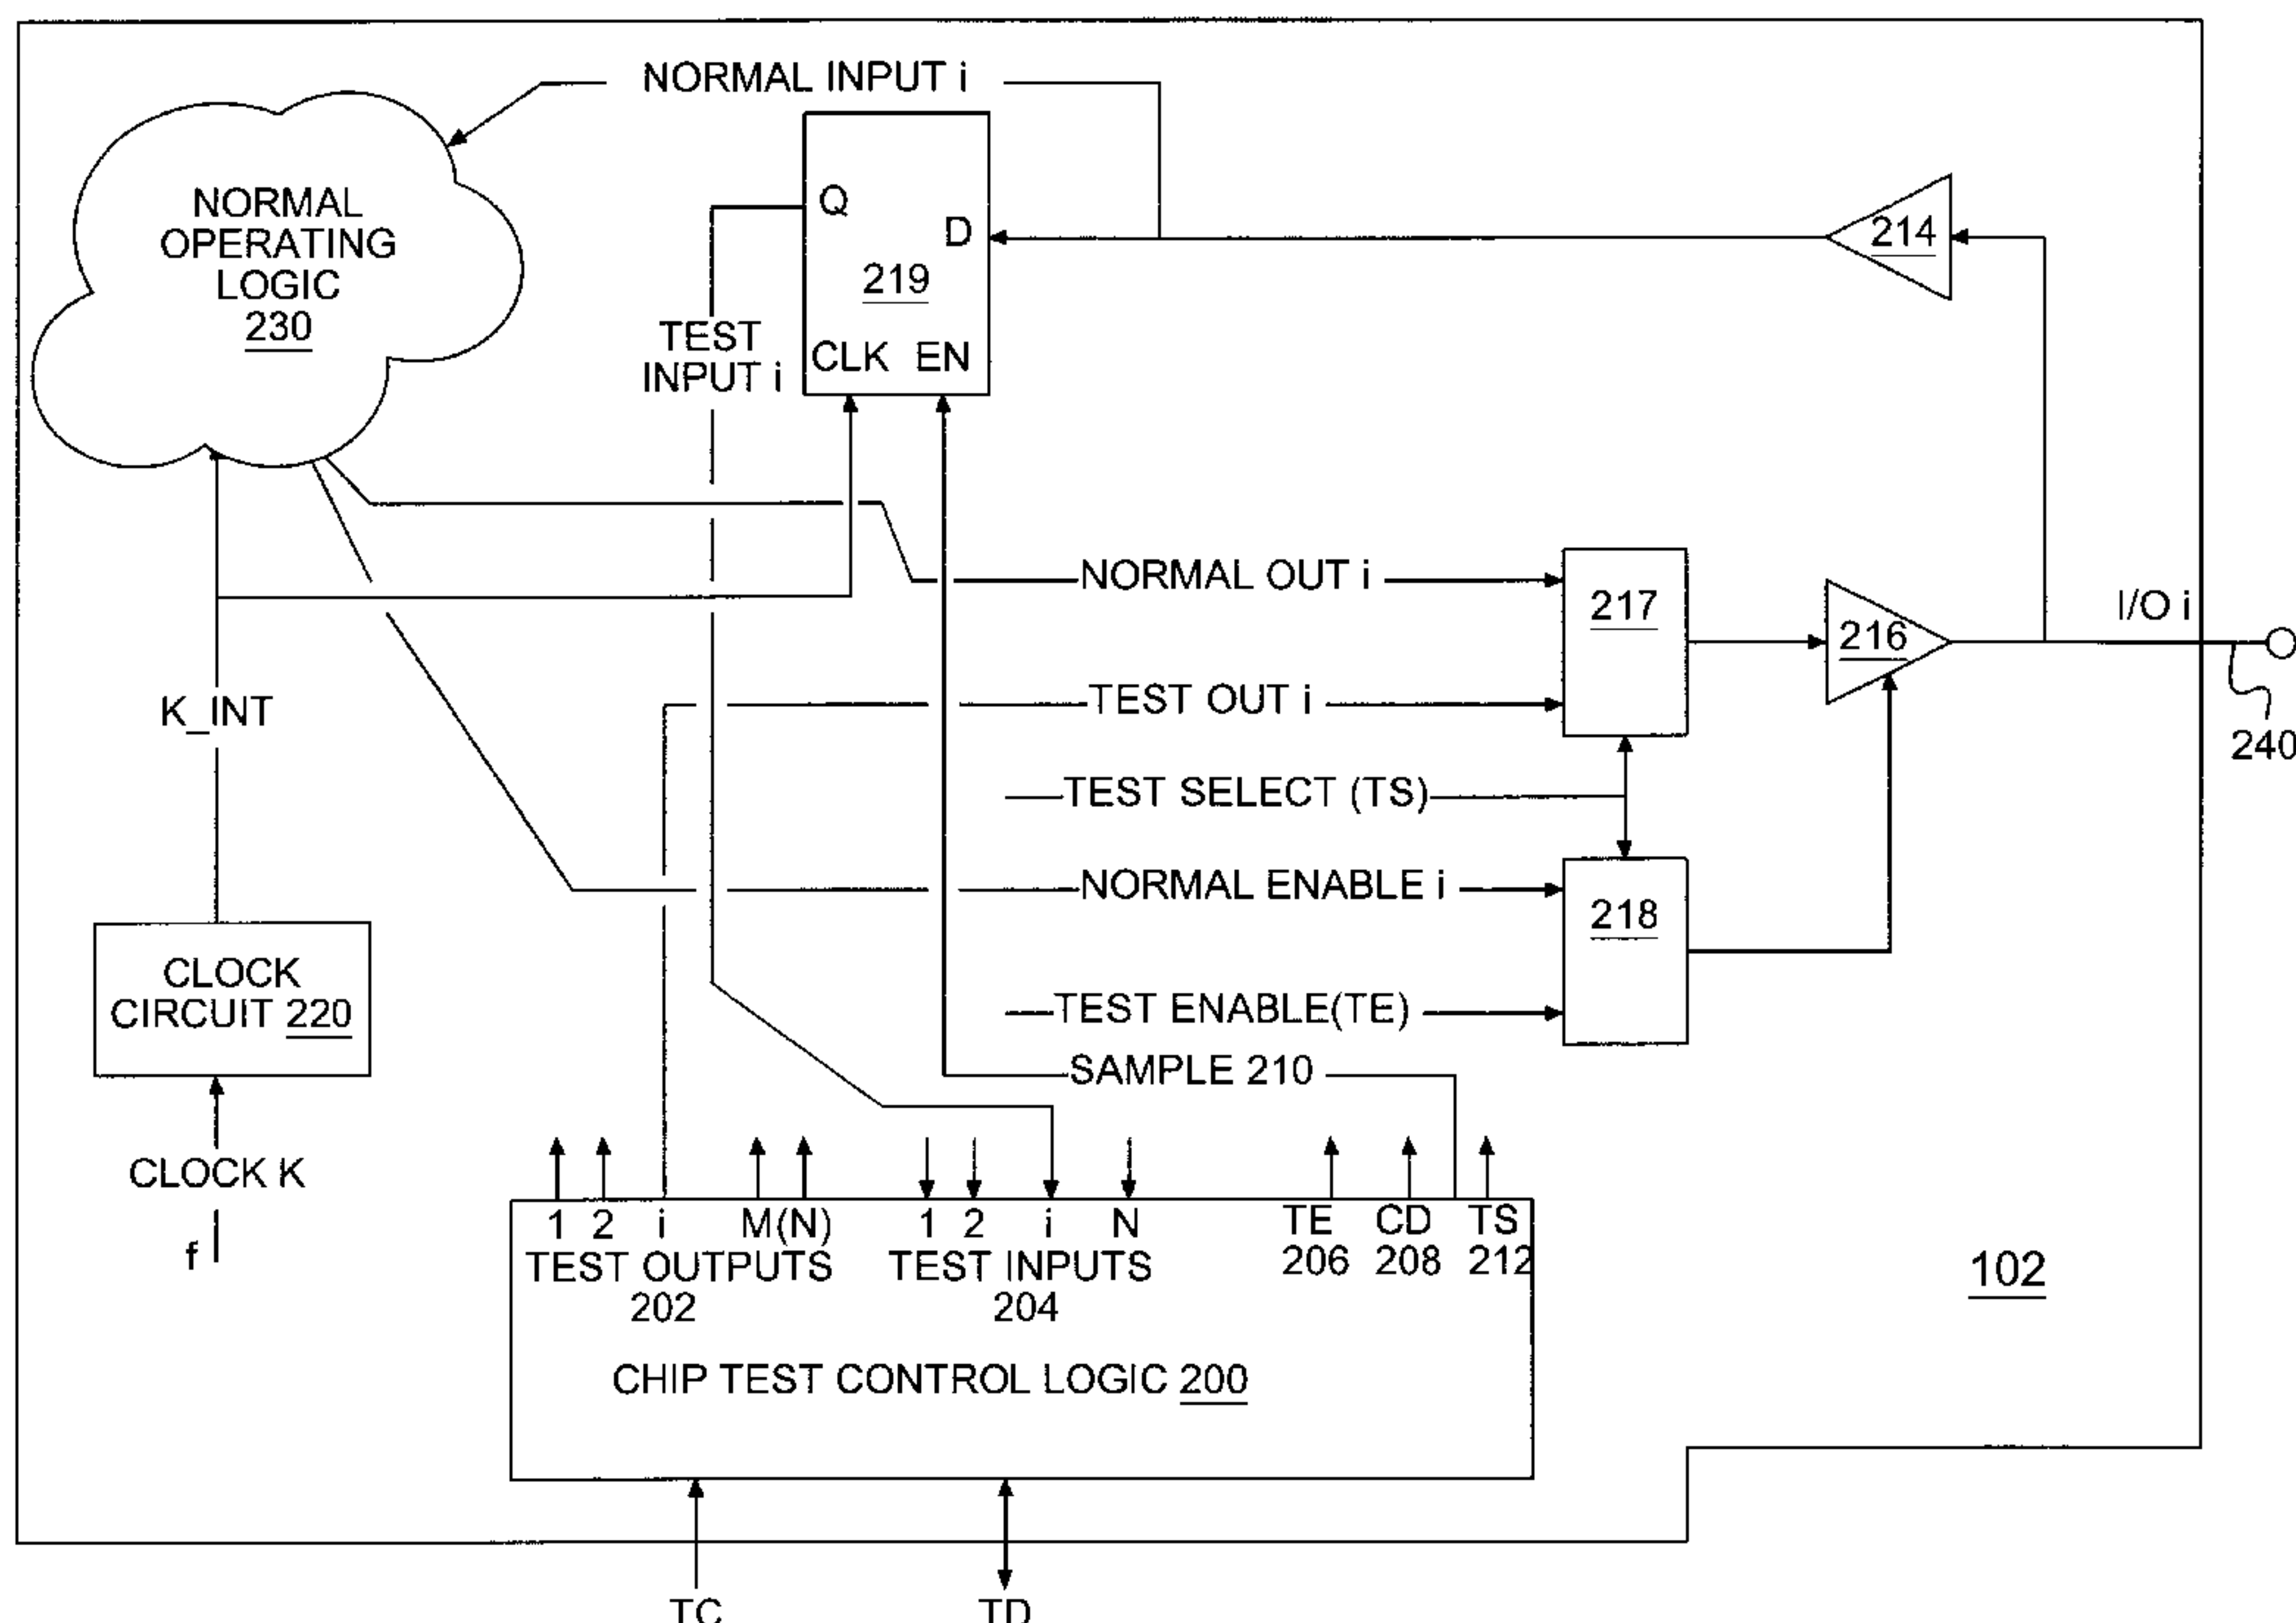 NORMAL INPUT i
NORMAL
OPERATING
LOGIC
230
Q
D
219
CLK EN
TEST
INPUT i
214
NORMAL OUT i
217
216
I/O i
240
TEST OUT i
K_INT
TEST SELECT (TS)
NORMAL ENABLE i
218
CLOCK
CIRCUIT 220
TEST ENABLE(TE)
SAMPLE 210
CLOCK K
f
1 2 i M(N)
TEST OUTPUTS
202
1 2 i N
TEST INPUTS
204
TE
206
CD
208
TS
212
102
CHIP TEST CONTROL LOGIC 200
TC
TD